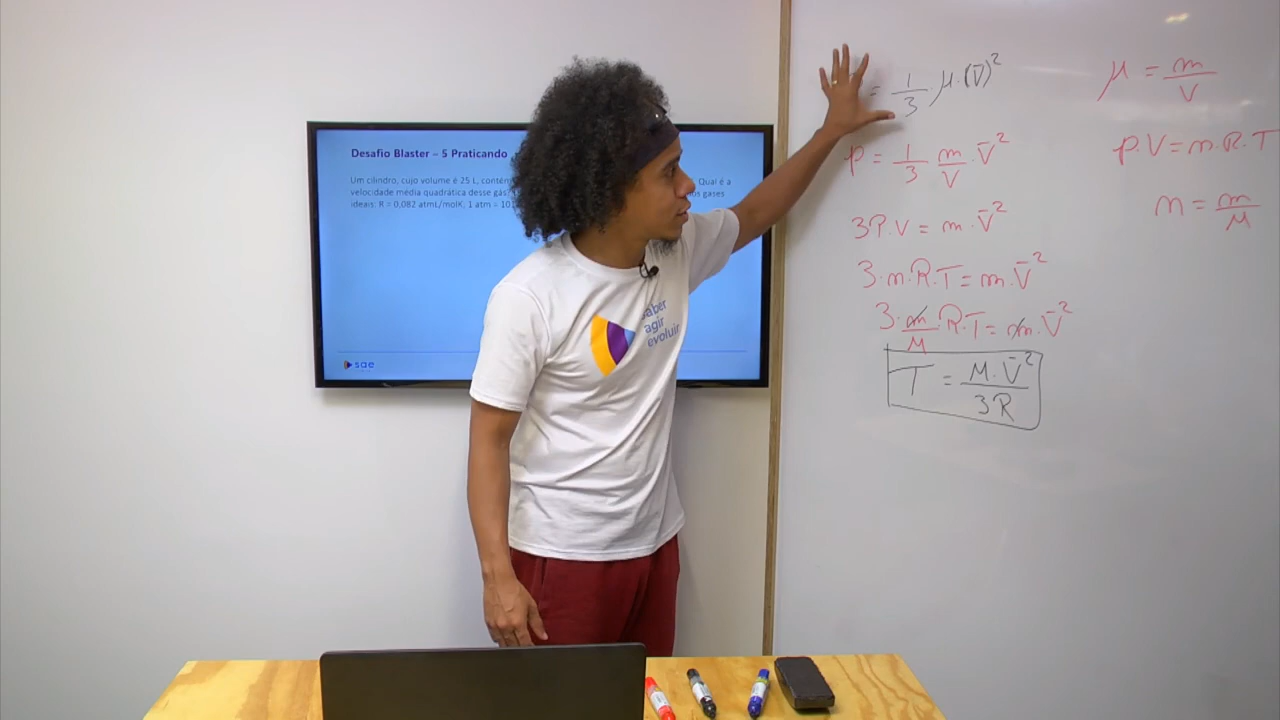 Desafio Blaster – 5 Praticando
Um cilindro, cujo volume é 25 L, contém Qual é a
velocidade média quadrática desse gás? gases
ideais: R = 0,082 atmL/molK, 1 atm =
sae
saber
agir
evoluir
= 1/3 · μ · (V̄)²
p = 1/3 m/V · V̄²
3P.V = m.V̄²
3.n.R.T = m.V̄²
3.m/M.R.T = m.V̄²
T = M.V̄²/3R
μ = m/V
p.V = n.R.T
n = m/M